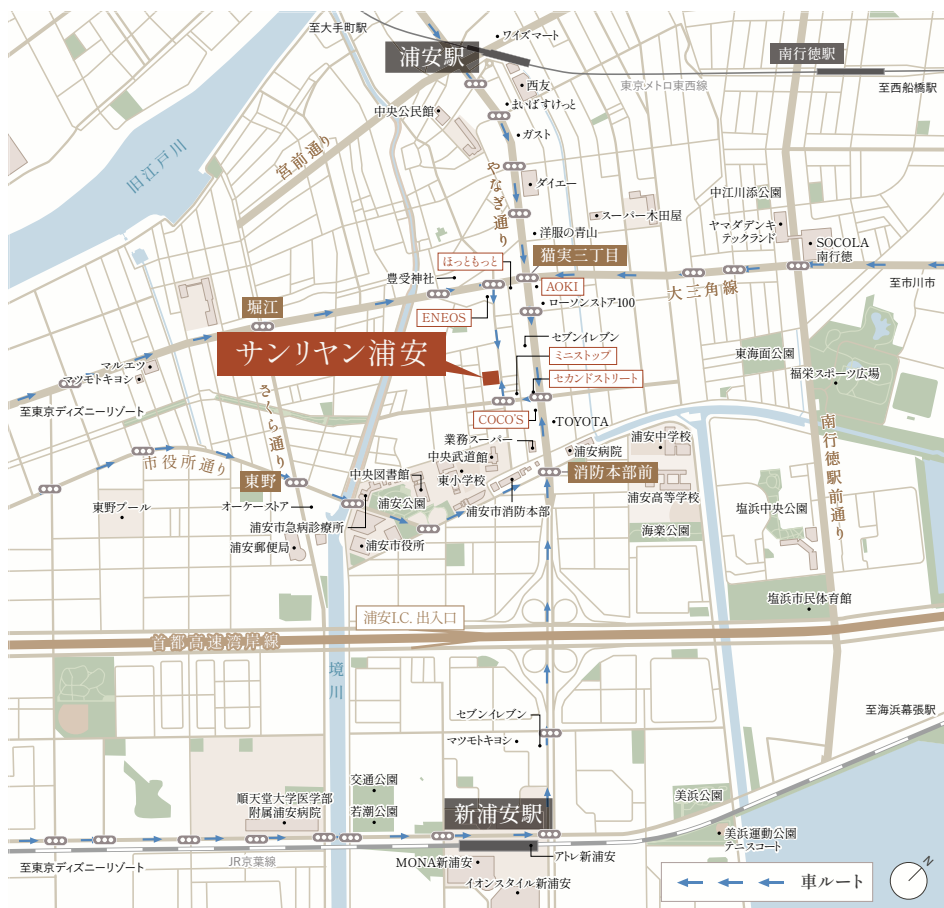 至大手町駅
ワイズマート
浦安駅
南行徳駅
東京メトロ東西線
至西船橋駅
西友
まいばすけっと
中央公民館
ガスト
旧江戸川
宮前通り
やなぎ通り
ダイエー
中江川添公園
スーパー木田屋
ヤマダデンキ
テックランド
洋服の青山
SOCOLA
南行徳
猫実三丁目
ほっともっと
豊受神社
AOKI
大三角線
至市川市
ローソンストア100
堀江
ENEOS
サンリヤン浦安
セブンイレブン
ミニストップ
東海面公園
マルエツ
マツモトキヨシ
セカンドストリート
福栄スポーツ広場
至東京ディズニーリゾート
さくら通り
COCO'S
TOYOTA
南行徳駅前通り
業務スーパー
浦安中学校
市役所通り
中央武道館
浦安病院
中央図書館
東小学校
消防本部前
東野
浦安公園
浦安高等学校
東野プール
オーケーストア
浦安市消防本部
塩浜中央公園
浦安市急病診療所
海楽公園
浦安郵便局
浦安市役所
塩浜市民体育館
浦安I.C. 出入口
首都高速湾岸線
境川
至海浜幕張駅
セブンイレブン
マツモトキヨシ
交通公園
順天堂大学医学部
附属浦安病院
若潮公園
新浦安駅
美浜公園
美浜運動公園
テニスコート
至東京ディズニーリゾート
JR京葉線
MONA新浦安
アトレ新浦安
イオンスタイル新浦安
車ルート
N